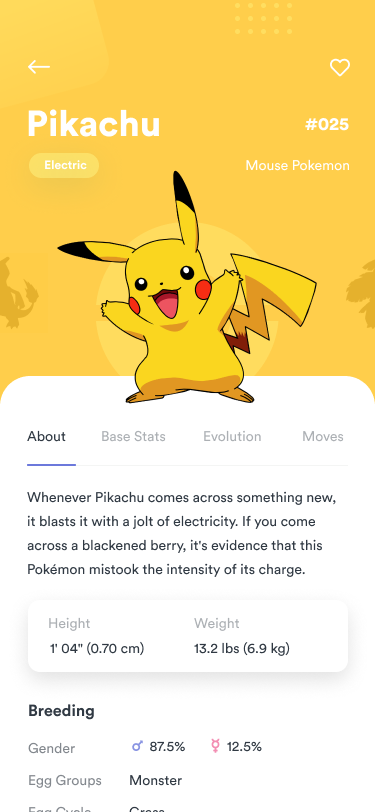 Pikachu
#025
Electric
Mouse Pokemon
About Base Stats Evolution Moves
Whenever Pikachu comes across something new,
it blasts it with a jolt of electricity. If you come
across a blackened berry, it's evidence that this
Pokémon mistook the intensity of its charge.
Height Weight
1' 04" (0.70 cm) 13.2 lbs (6.9 kg)
Breeding
Gender ♂ 87.5% ☿ 12.5%
Egg Groups Monster
Egg Cycle Grass